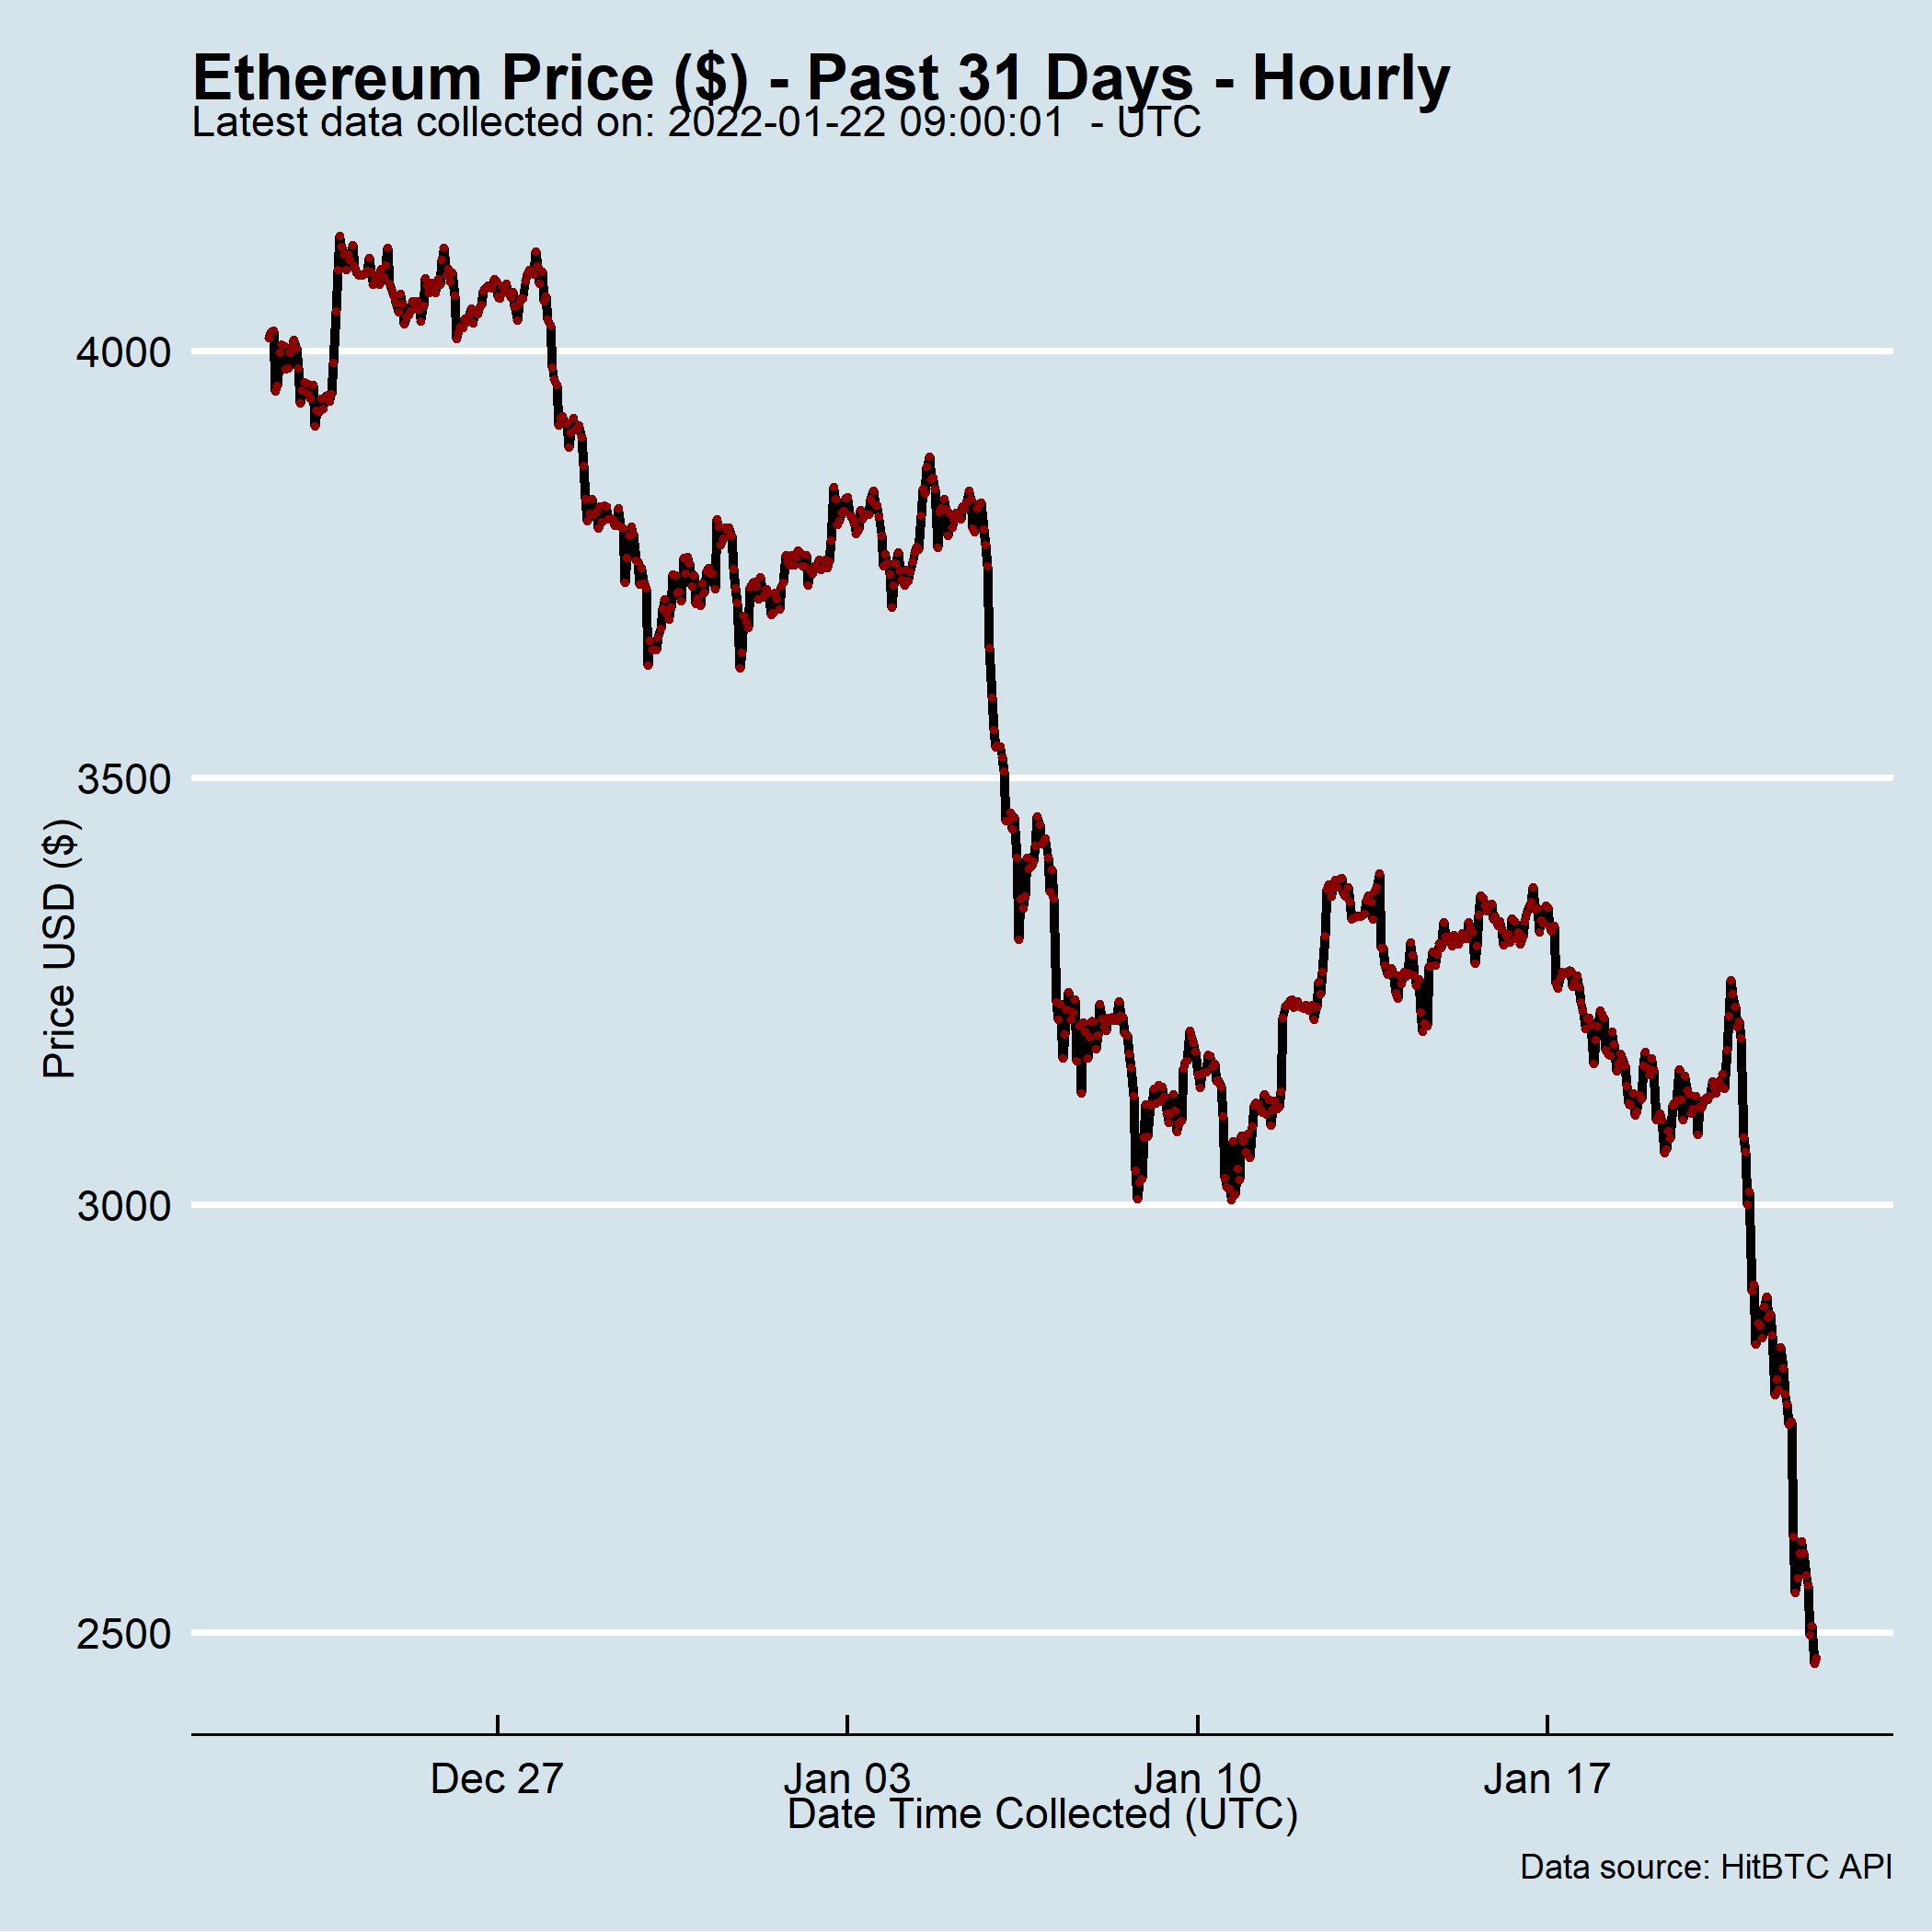 Ethereum Price ($) - Past 31 Days - Hourly
Latest data collected on: 2022-01-22 09:00:01  - UTC
4000
3500
3000
2500
Price USD ($)
Dec 27
Jan 03
Jan 10
Jan 17
Date Time Collected (UTC)
Data source: HitBTC API